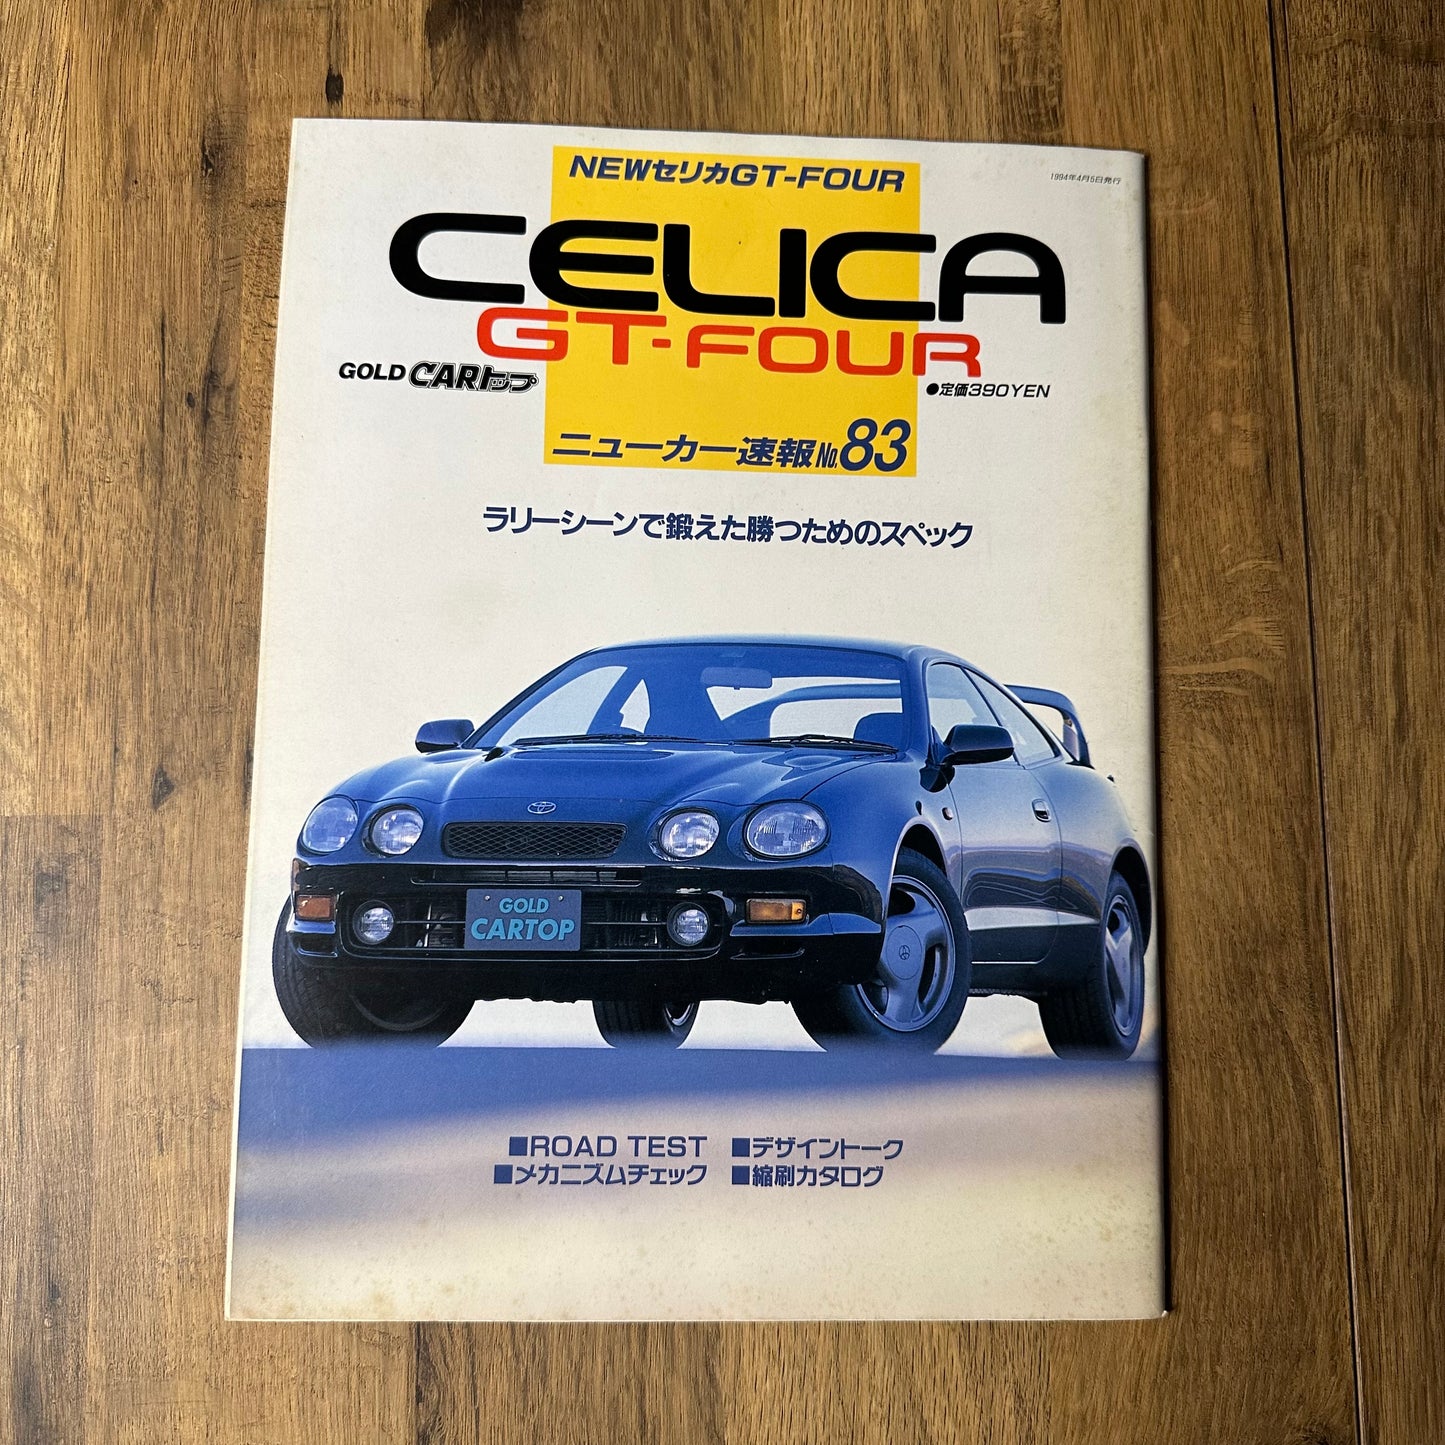 NEWセリカGT-FOUR
1994年4月5日発行
CELICA
GT-FOUR
GOLD CARトップ
●定価390YEN
ニューカー速報No.83
ラリーシーンで鍛えた勝つためのスペック
GOLD
CARTOP
■ROAD TEST ■デザイントーク
■メカニズムチェック ■縮刷カタログ